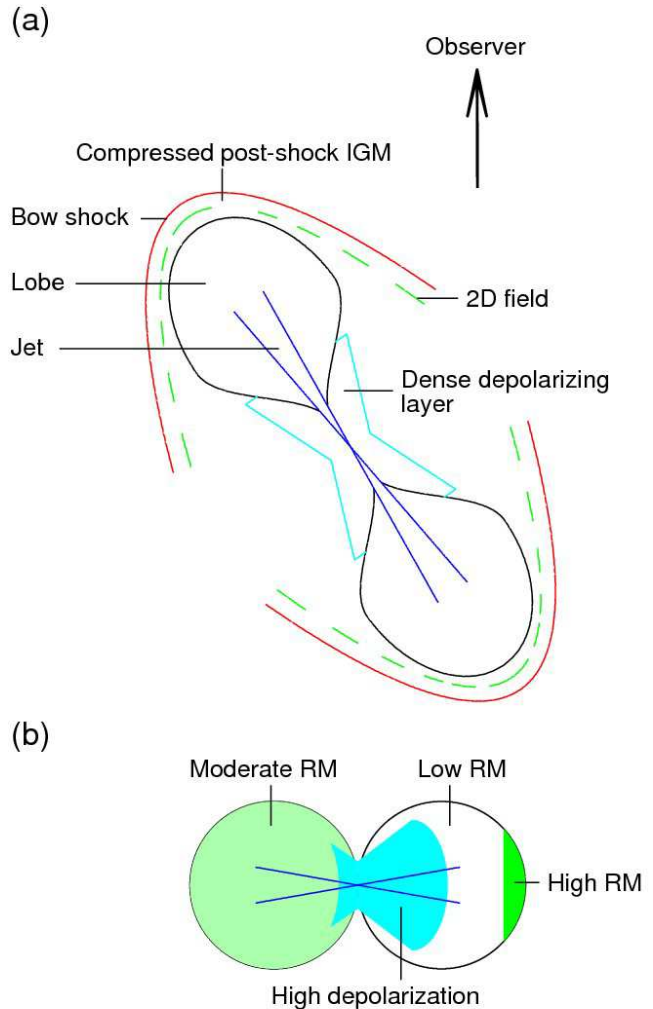 (a)
Observer
Compressed post-shock IGM
Bow shock
Lobe
2D field
Jet
Dense depolarizing
layer
(b)
Moderate RM
Low RM
High RM
High depolarization